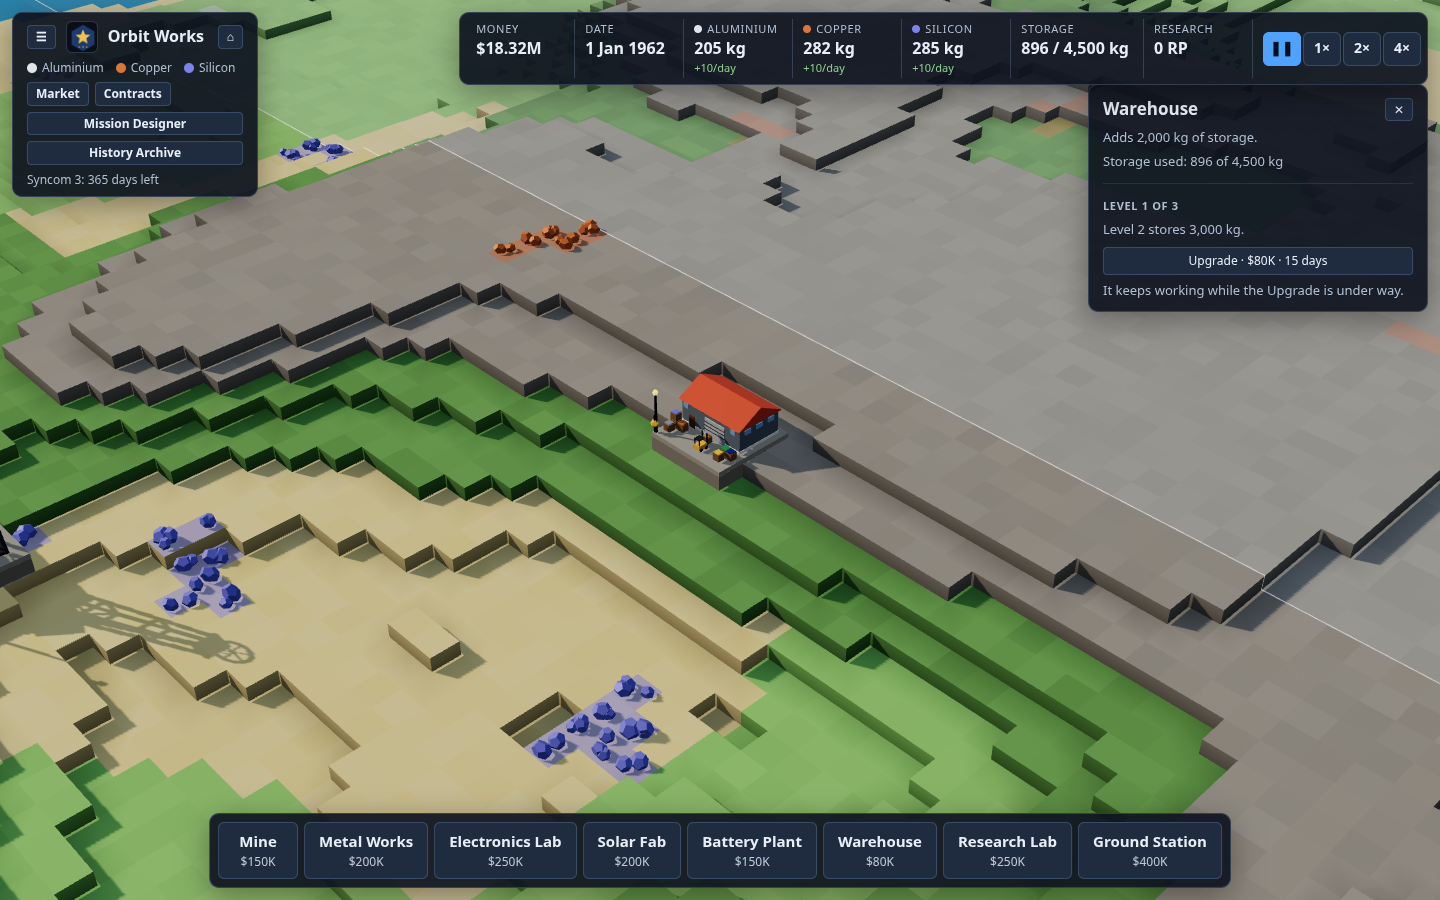 ☰ Orbit Works ⌂
Aluminium Copper Silicon
Market Contracts
Mission Designer
History Archive
Syncom 3: 365 days left
MONEY
$18.32M
DATE
1 Jan 1962
ALUMINIUM
205 kg
+10/day
COPPER
282 kg
+10/day
SILICON
285 kg
+10/day
STORAGE
896 / 4,500 kg
RESEARCH
0 RP
❚❚ 1× 2× 4×
Warehouse ✕
Adds 2,000 kg of storage.
Storage used: 896 of 4,500 kg
LEVEL 1 OF 3
Level 2 stores 3,000 kg.
Upgrade · $80K · 15 days
It keeps working while the Upgrade is under way.
Mine
$150K
Metal Works
$200K
Electronics Lab
$250K
Solar Fab
$200K
Battery Plant
$150K
Warehouse
$80K
Research Lab
$250K
Ground Station
$400K